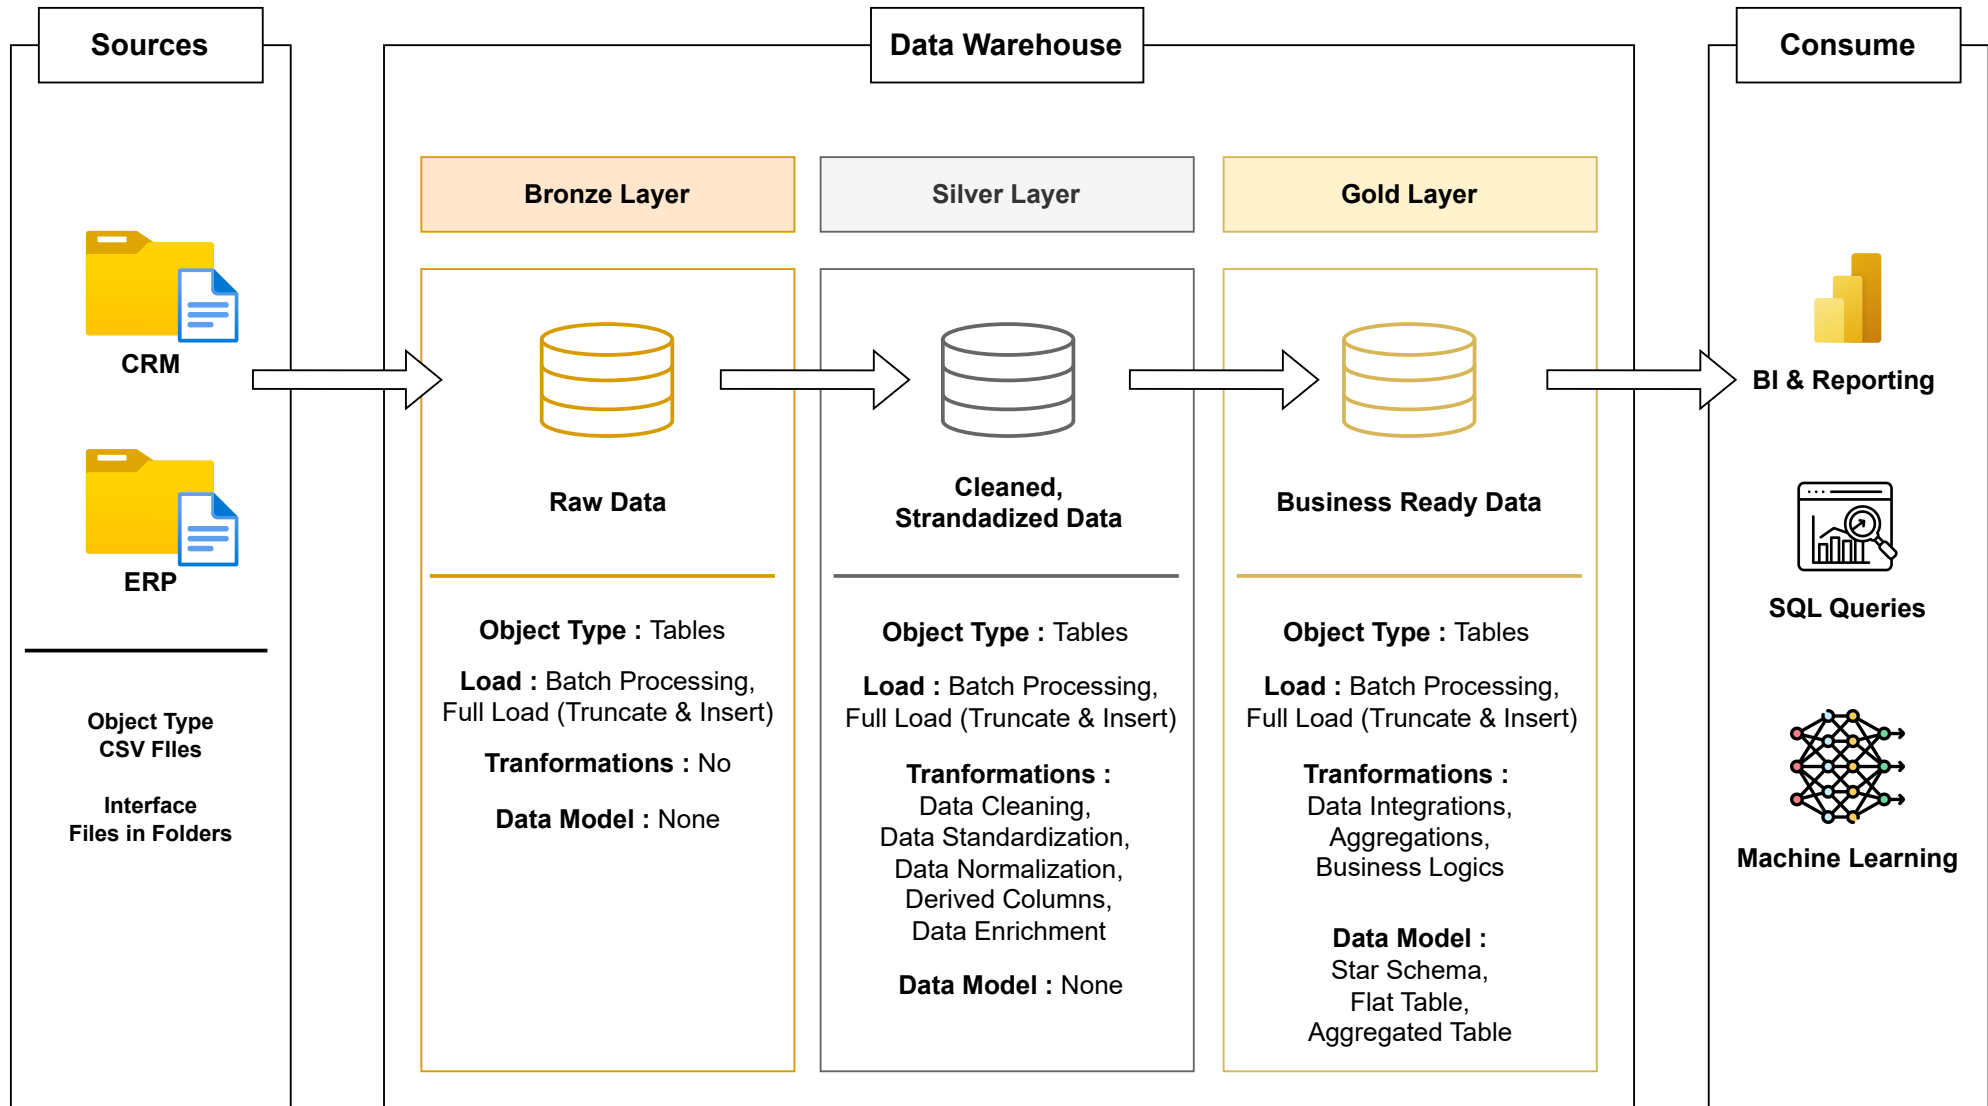 Sources
Data Warehouse
Consume
CRM
ERP
Object Type
CSV FIles
Interface
Files in Folders
Bronze Layer
Raw Data
Object Type : Tables
Load : Batch Processing,
Full Load (Truncate & Insert)
Tranformations : No
Data Model : None
Silver Layer
Cleaned,
Strandadized Data
Object Type : Tables
Load : Batch Processing,
Full Load (Truncate & Insert)
Tranformations :
Data Cleaning,
Data Standardization,
Data Normalization,
Derived Columns,
Data Enrichment
Data Model : None
Gold Layer
Business Ready Data
Object Type : Tables
Load : Batch Processing,
Full Load (Truncate & Insert)
Tranformations :
Data Integrations,
Aggregations,
Business Logics
Data Model :
Star Schema,
Flat Table,
Aggregated Table
BI & Reporting
SQL Queries
Machine Learning